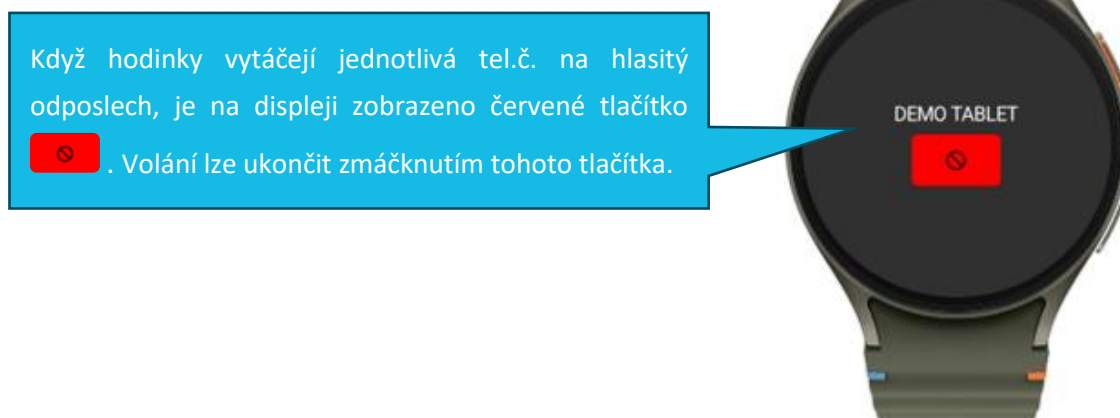 Když hodinky vytáčejí jednotlivá tel.č. na hlasitý
odposlech, je na displeji zobrazeno červené tlačítko
. Volání lze ukončit zmáčknutím tohoto tlačítka.
DEMO TABLET